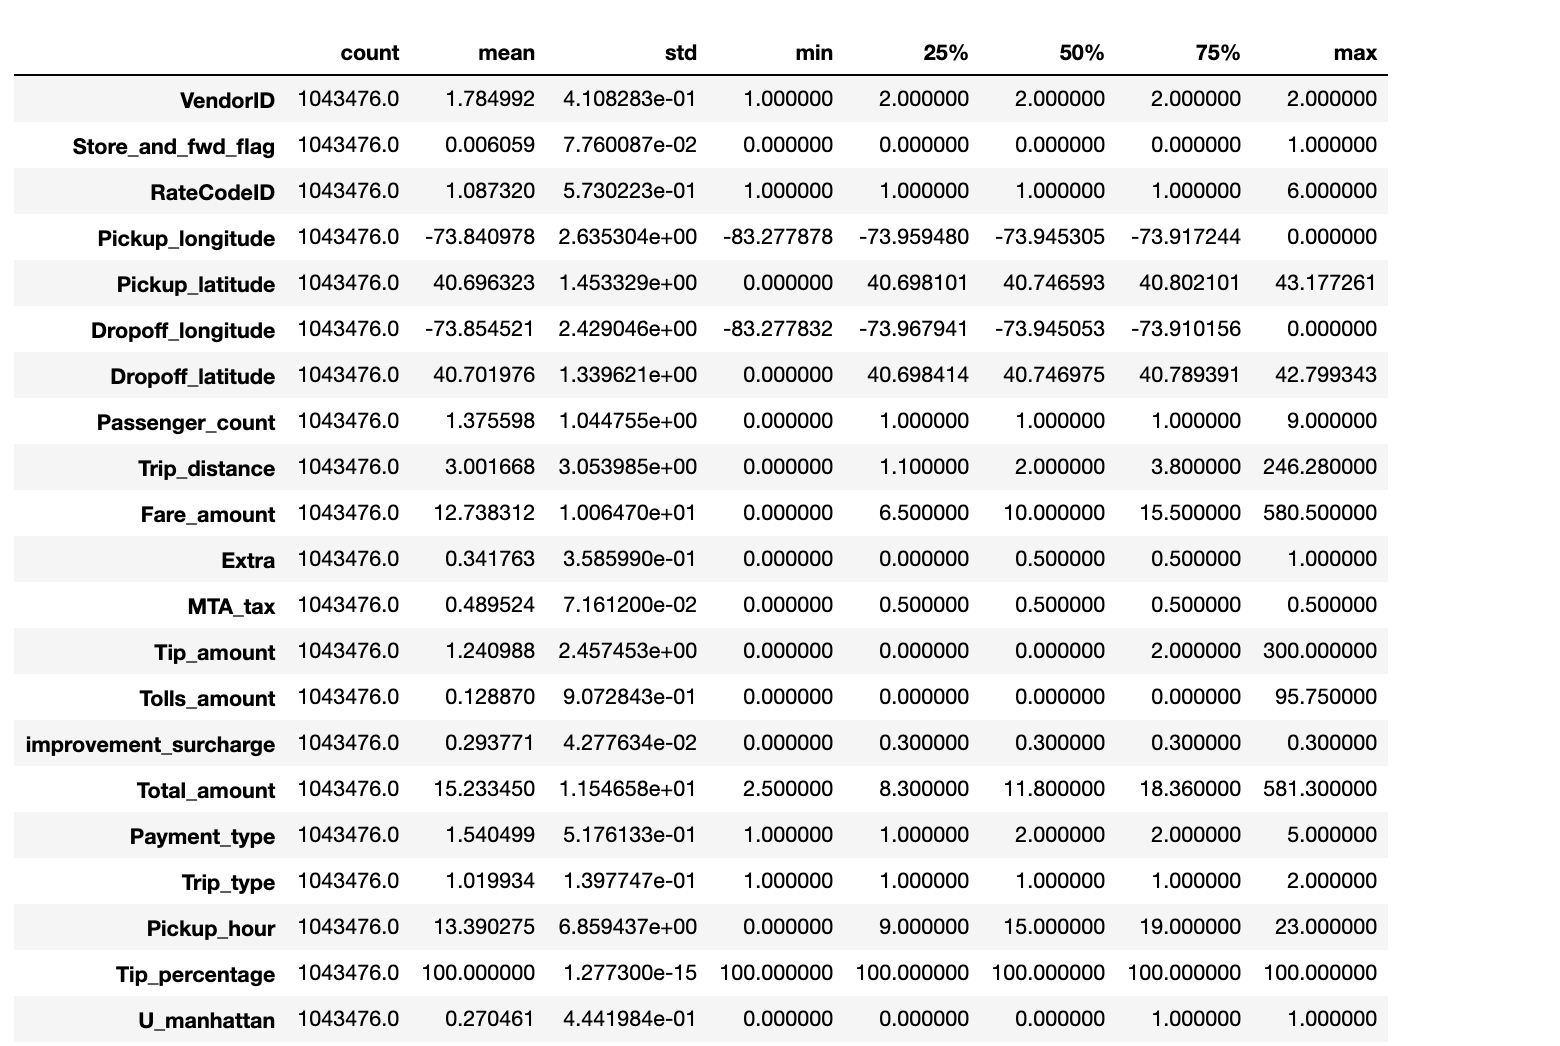 count mean std min 25% 50% 75% max
VendorID 1043476.0 1.784992 4.108283e-01 1.000000 2.000000 2.000000 2.000000 2.000000
Store_and_fwd_flag 1043476.0 0.006059 7.760087e-02 0.000000 0.000000 0.000000 0.000000 1.000000
RateCodeID 1043476.0 1.087320 5.730223e-01 1.000000 1.000000 1.000000 1.000000 6.000000
Pickup_longitude 1043476.0 -73.840978 2.635304e+00 -83.277878 -73.959480 -73.945305 -73.917244 0.000000
Pickup_latitude 1043476.0 40.696323 1.453329e+00 0.000000 40.698101 40.746593 40.802101 43.177261
Dropoff_longitude 1043476.0 -73.854521 2.429046e+00 -83.277832 -73.967941 -73.945053 -73.910156 0.000000
Dropoff_latitude 1043476.0 40.701976 1.339621e+00 0.000000 40.698414 40.746975 40.789391 42.799343
Passenger_count 1043476.0 1.375598 1.044755e+00 0.000000 1.000000 1.000000 1.000000 9.000000
Trip_distance 1043476.0 3.001668 3.053985e+00 0.000000 1.100000 2.000000 3.800000 246.280000
Fare_amount 1043476.0 12.738312 1.006470e+01 0.000000 6.500000 10.000000 15.500000 580.500000
Extra 1043476.0 0.341763 3.585990e-01 0.000000 0.000000 0.500000 0.500000 1.000000
MTA_tax 1043476.0 0.489524 7.161200e-02 0.000000 0.500000 0.500000 0.500000 0.500000
Tip_amount 1043476.0 1.240988 2.457453e+00 0.000000 0.000000 0.000000 2.000000 300.000000
Tolls_amount 1043476.0 0.128870 9.072843e-01 0.000000 0.000000 0.000000 0.000000 95.750000
improvement_surcharge 1043476.0 0.293771 4.277634e-02 0.000000 0.300000 0.300000 0.300000 0.300000
Total_amount 1043476.0 15.233450 1.154658e+01 2.500000 8.300000 11.800000 18.360000 581.300000
Payment_type 1043476.0 1.540499 5.176133e-01 1.000000 1.000000 2.000000 2.000000 5.000000
Trip_type 1043476.0 1.019934 1.397747e-01 1.000000 1.000000 1.000000 1.000000 2.000000
Pickup_hour 1043476.0 13.390275 6.859437e+00 0.000000 9.000000 15.000000 19.000000 23.000000
Tip_percentage 1043476.0 100.000000 1.277300e-15 100.000000 100.000000 100.000000 100.000000 100.000000
U_manhattan 1043476.0 0.270461 4.441984e-01 0.000000 0.000000 0.000000 1.000000 1.000000